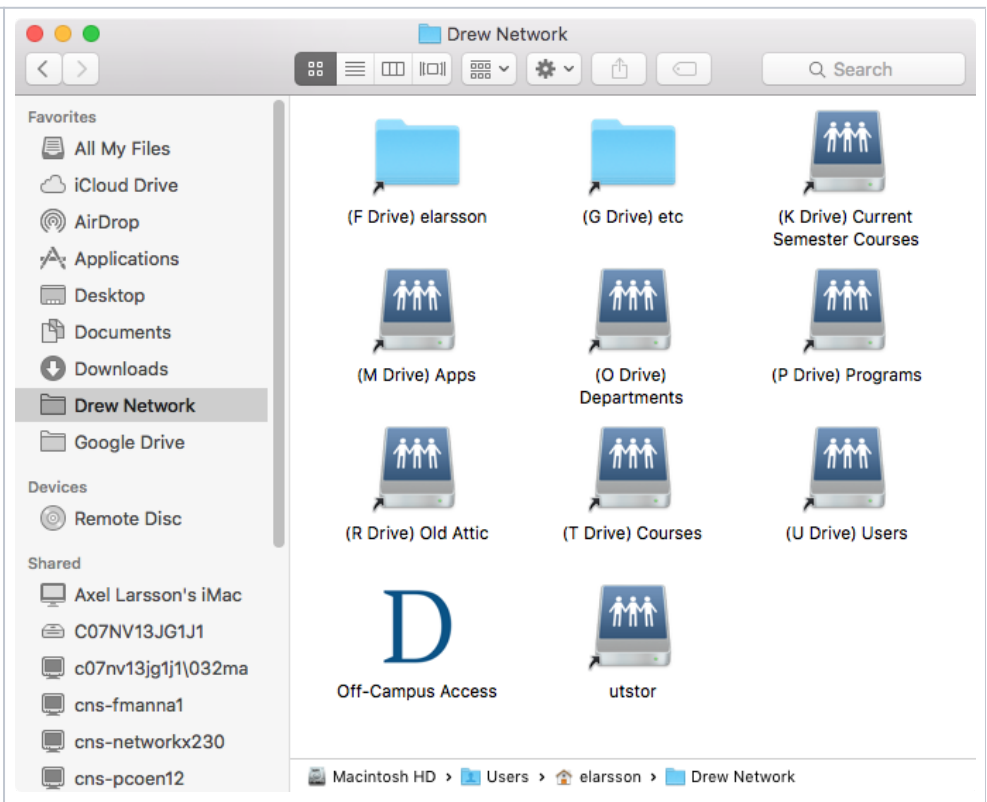 Drew Network
Search
Favorites
All My Files
iCloud Drive
AirDrop
Applications
Desktop
Documents
Downloads
Drew Network
Google Drive
Devices
Remote Disc
Shared
Axel Larsson's iMac
C07NV13JG1J1
c07nv13jg1j1\032ma
cns-fmanna1
cns-networkx230
cns-pcoen12
(F Drive) elarsson
(G Drive) etc
(K Drive) Current
Semester Courses
(M Drive) Apps
(O Drive)
Departments
(P Drive) Programs
(R Drive) Old Attic
(T Drive) Courses
(U Drive) Users
D
Off-Campus Access
utstor
Macintosh HD › Users › elarsson › Drew Network